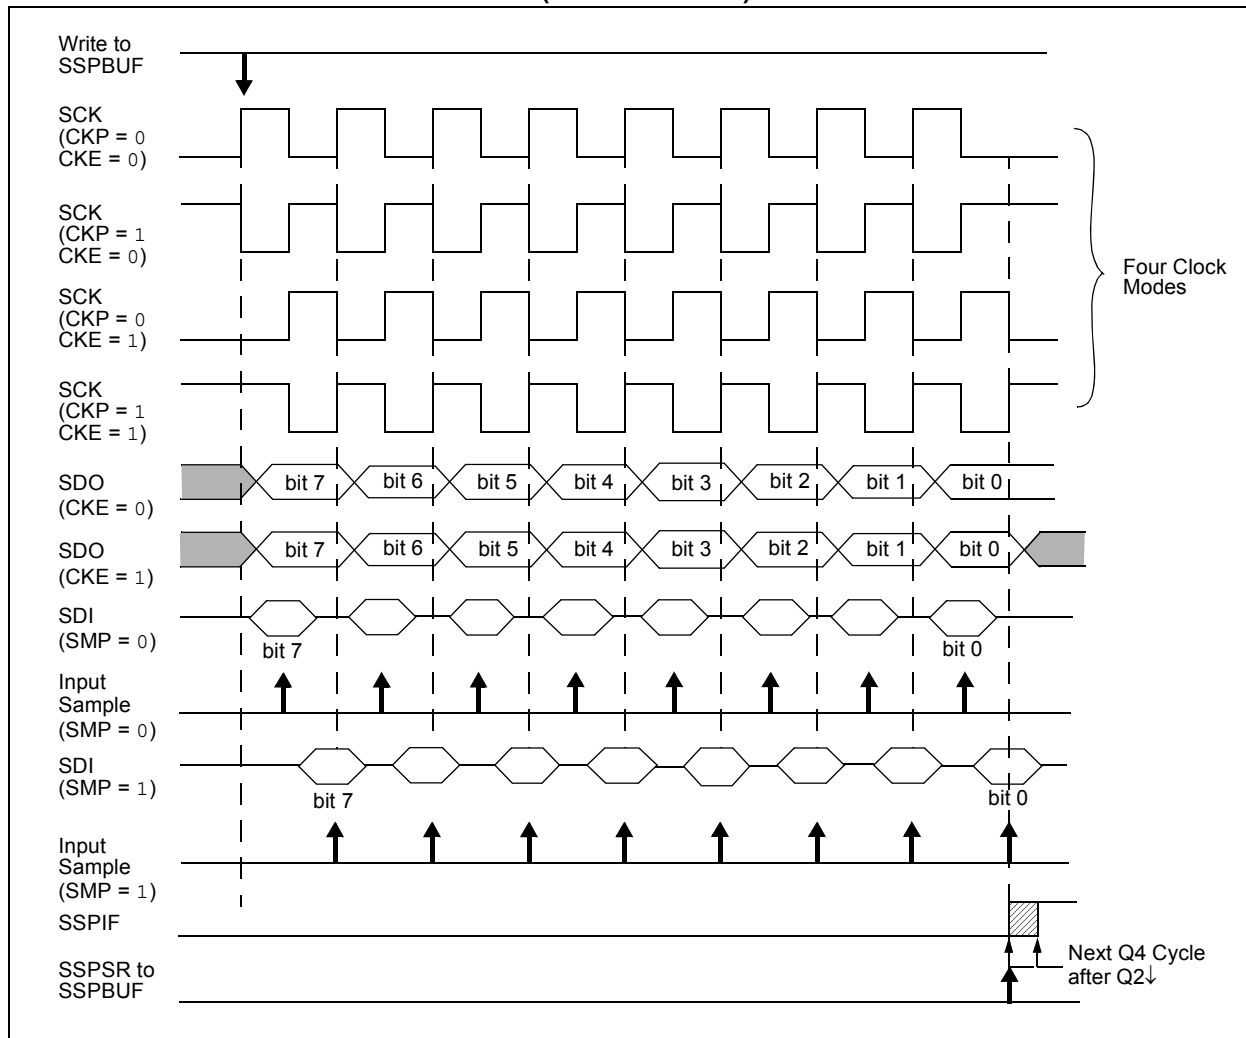 Write to
SSPBUF
SCK
(CKP = 0
CKE = 0)
SCK
(CKP = 1
CKE = 0)
SCK
(CKP = 0
CKE = 1)
SCK
(CKP = 1
CKE = 1)
Four Clock
Modes
SDO
(CKE = 0)
bit 7 bit 6 bit 5 bit 4 bit 3 bit 2 bit 1 bit 0
SDO
(CKE = 1)
bit 7 bit 6 bit 5 bit 4 bit 3 bit 2 bit 1 bit 0
SDI
(SMP = 0)
bit 7 bit 0
Input
Sample
(SMP = 0)
SDI
(SMP = 1)
bit 7 bit 0
Input
Sample
(SMP = 1)
SSPIF
Next Q4 Cycle
after Q2↓
SSPSR to
SSPBUF